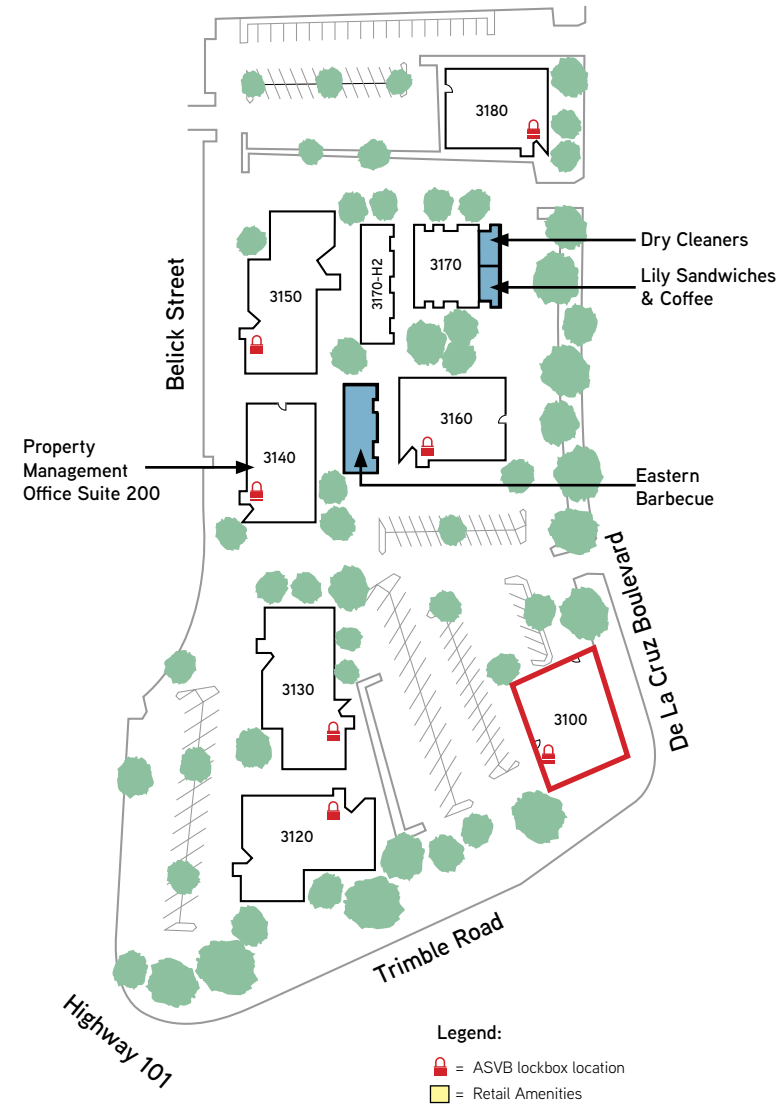 3180
Dry Cleaners
3170
Lily Sandwiches
& Coffee
3170-H2
3150
Belick Street
3160
Property
Management
Office Suite 200
3140
Eastern
Barbecue
De La Cruz Boulevard
3130
3100
3120
Trimble Road
Highway 101
Legend:
= ASVB lockbox location
= Retail Amenities